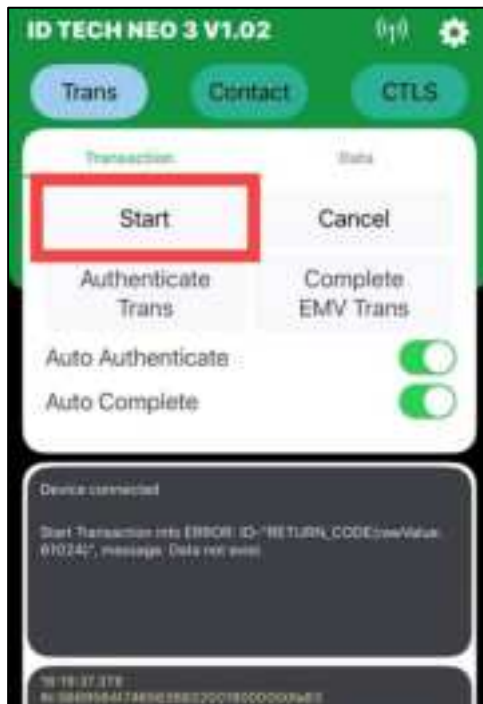 ID TECH NEO 3 V1.02
Trans Contact CTLS
Transaction Data
Start Cancel
Authenticate Trans
Complete EMV Trans
Auto Authenticate
Auto Complete
Device connected
Start Transaction info ERROR: ID-"RETURN_CODE(rawValue:
61024)", message: Data not exist